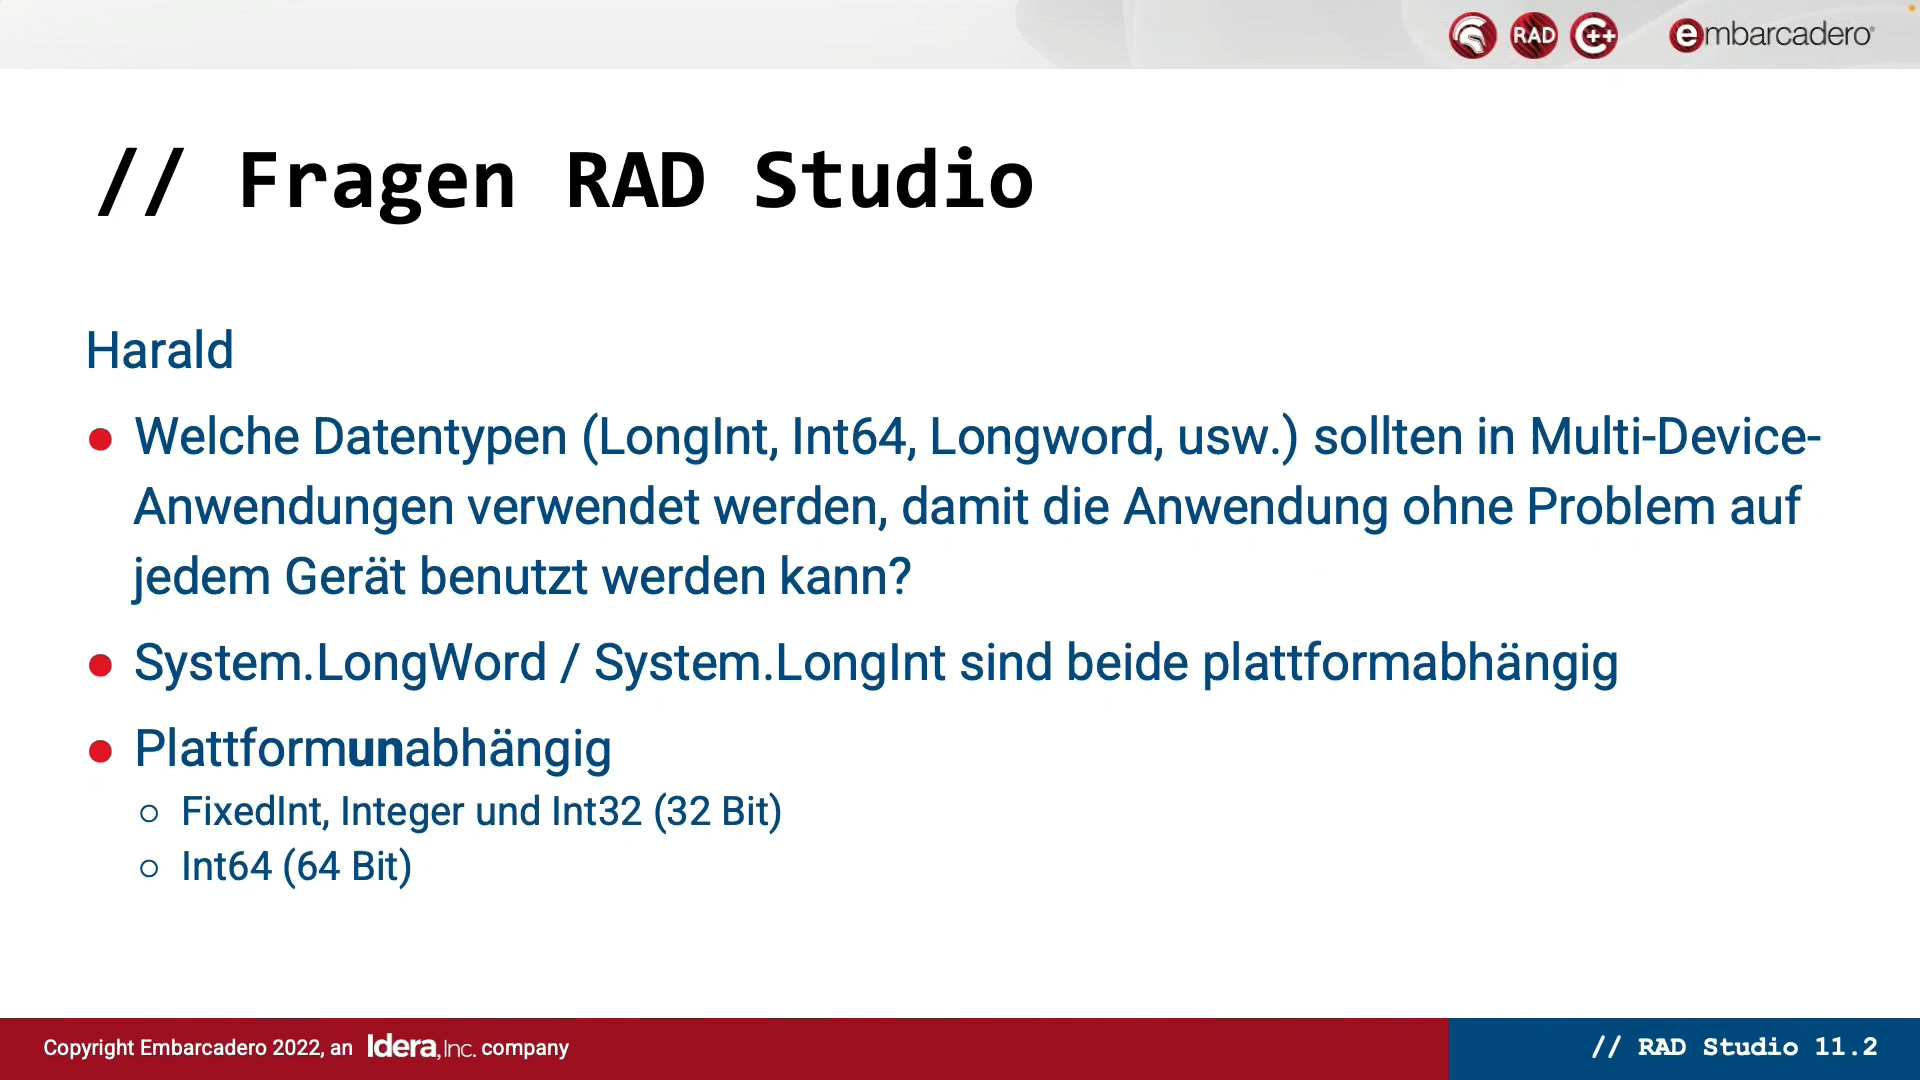 RAD C++ embarcadero®
// Fragen RAD Studio
Harald
● Welche Datentypen (LongInt, Int64, Longword, usw.) sollten in Multi-Device-
Anwendungen verwendet werden, damit die Anwendung ohne Problem auf
jedem Gerät benutzt werden kann?
● System.LongWord / System.LongInt sind beide plattformabhängig
● Plattformunabhängig
○ FixedInt, Integer und Int32 (32 Bit)
○ Int64 (64 Bit)
Copyright Embarcadero 2022, an Idera, Inc. company
// RAD Studio 11.2